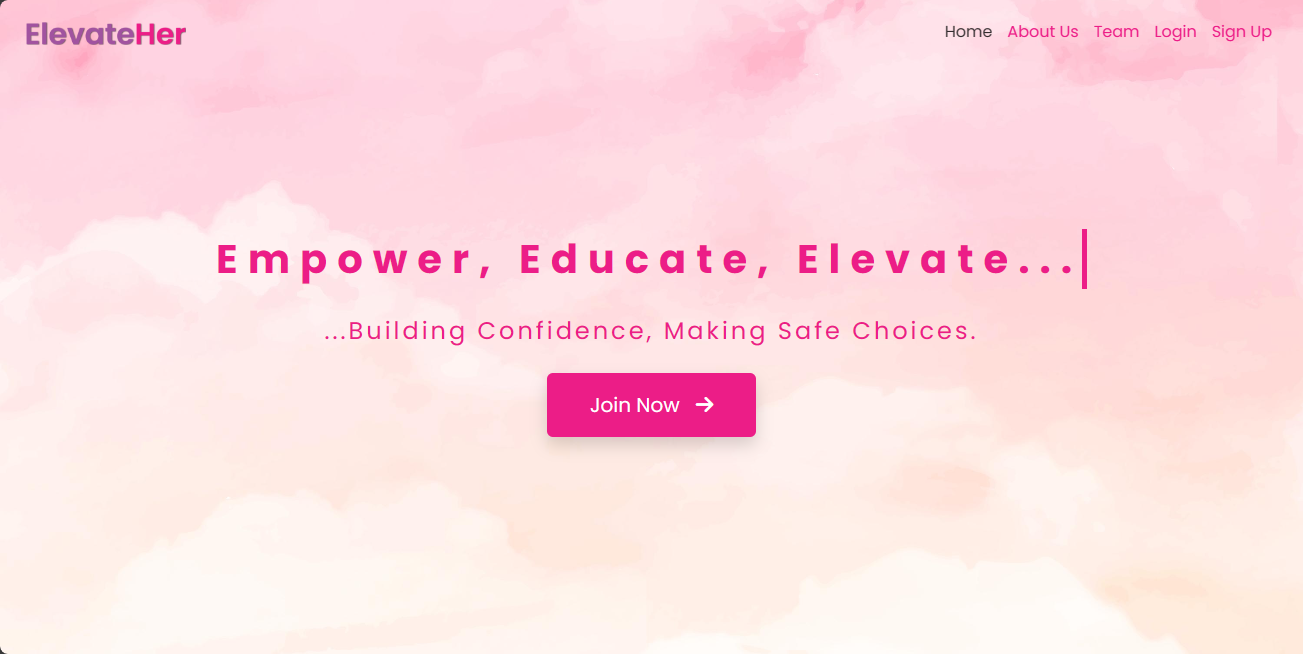 ElevateHer
Home About Us Team Login Sign Up
Empower, Educate, Elevate...
...Building Confidence, Making Safe Choices.
Join Now